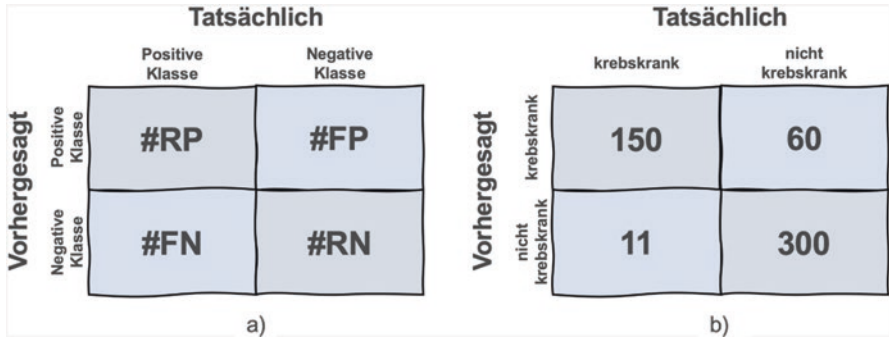 Tatsächlich
Positive
Klasse
Negative
Klasse
Vorhergesagt
Positive
Klasse
#RP
#FP
Negative
Klasse
#FN
#RN
a)
Tatsächlich
krebskrank
nicht
krebskrank
Vorhergesagt
krebskrank
150
60
nicht
krebskrank
11
300
b)